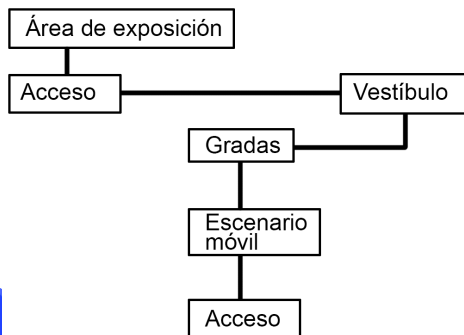 Área de exposición
Acceso
Vestíbulo
Gradas
Escenario
móvil
Acceso